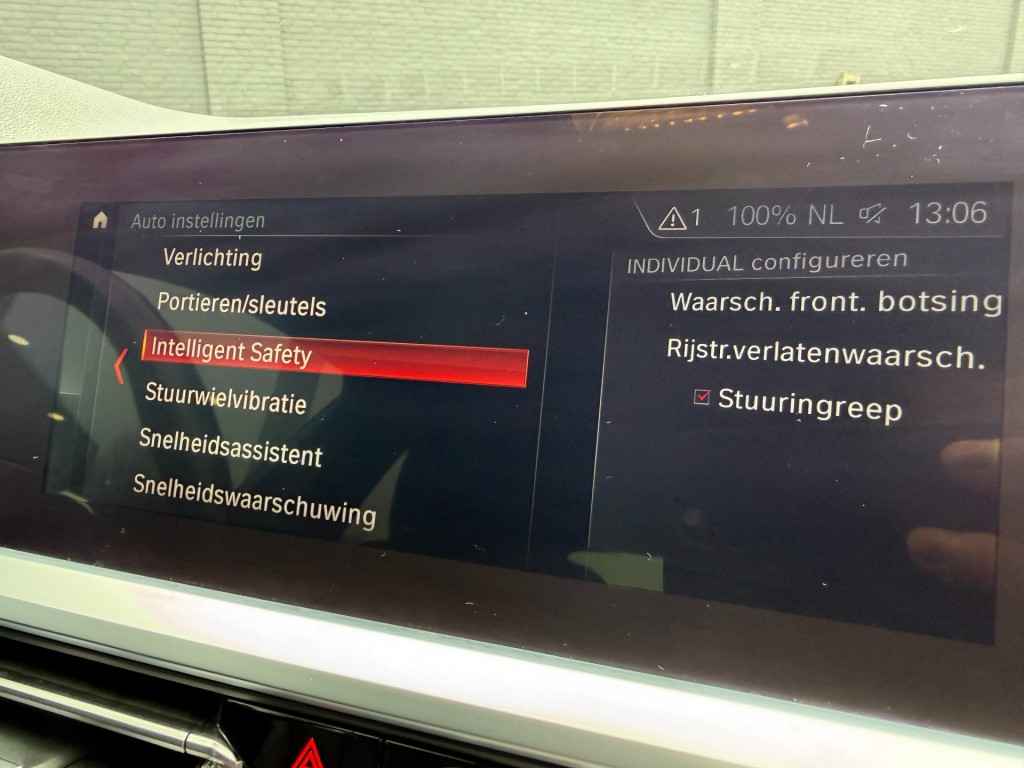 Auto instellingen
Verlichting
Portieren/sleutels
Intelligent Safety
Stuurwielvibratie
Snelheidsassistent
Snelheidswaarschuwing
1 100% NL 13:06
INDIVIDUAL configureren
Waarsch. front. botsing
Rijstr.verlatenwaarsch.
Stuuringreep